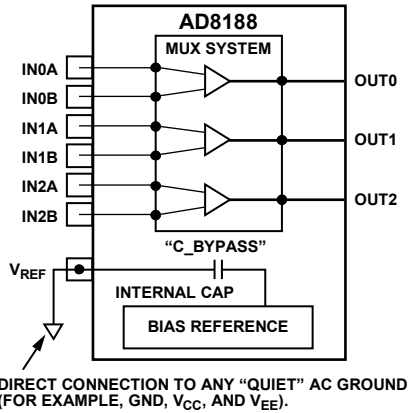 AD8188
MUX SYSTEM
IN0A
IN0B
IN1A
IN1B
IN2A
IN2B
OUT0
OUT1
OUT2
VREF
“C_BYPASS”
INTERNAL CAP
BIAS REFERENCE
DIRECT CONNECTION TO ANY “QUIET” AC GROUND
(FOR EXAMPLE, GND, VCC, AND VEE).